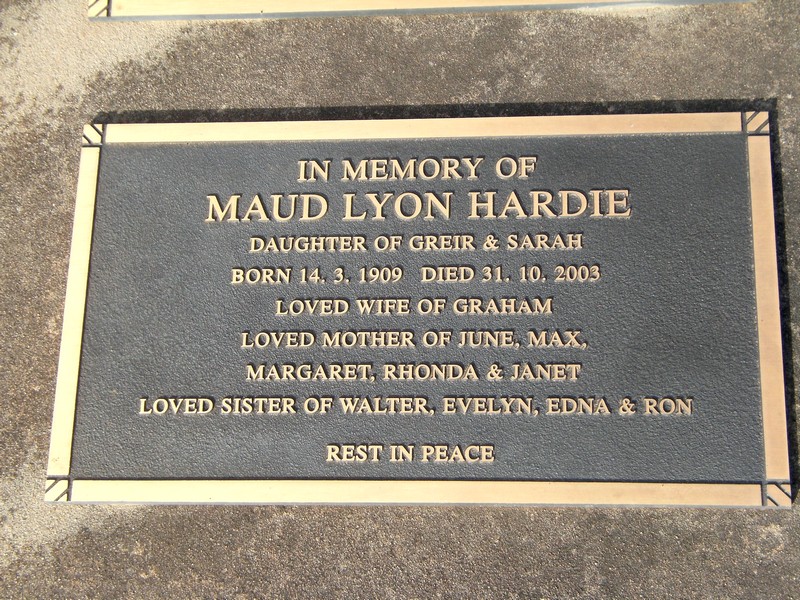 IN MEMORY OF
MAUD LYON HARDIE
DAUGHTER OF GREIR & SARAH
BORN 14. 3. 1909 DIED 31. 10. 2003
LOVED WIFE OF GRAHAM
LOVED MOTHER OF JUNE, MAX,
MARGARET, RHONDA & JANET
LOVED SISTER OF WALTER, EVELYN, EDNA & RON
REST IN PEACE